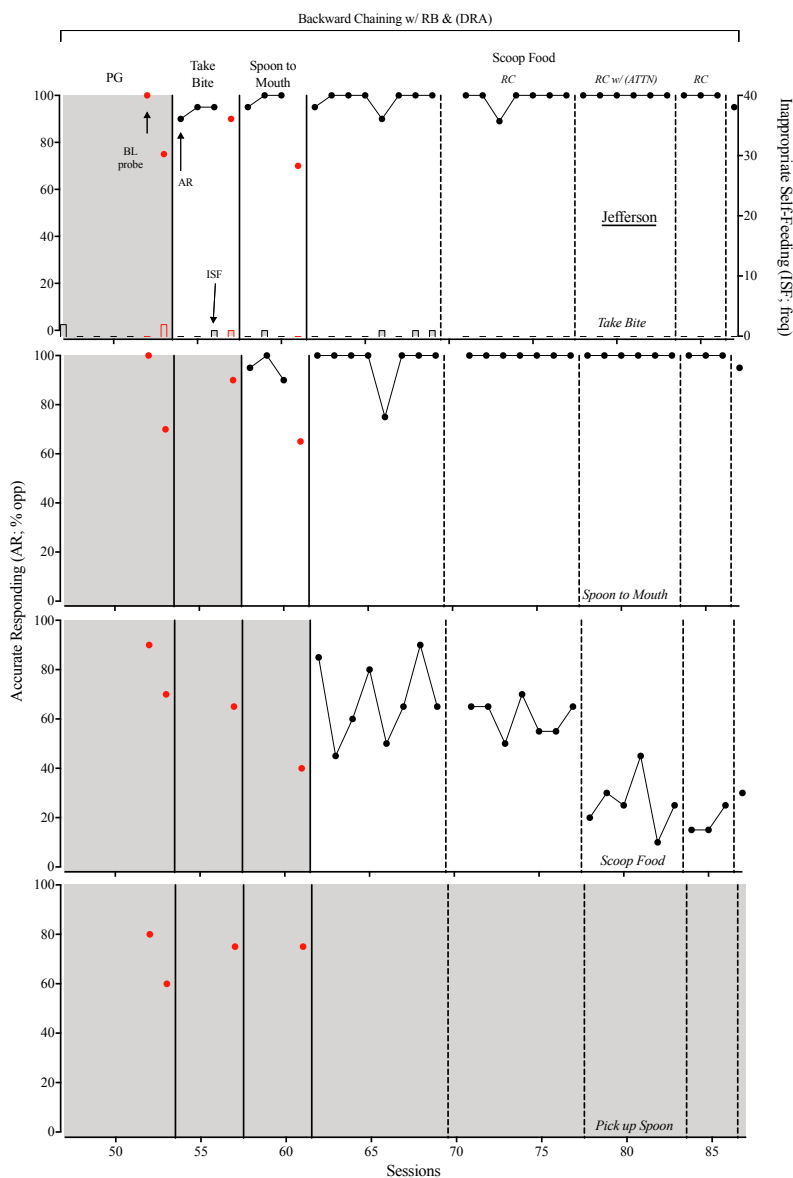 Backward Chaining w/ RB & (DRA)
PG
Take
Bite
Spoon to
Mouth
Scoop Food
RC
RC w/ (ATTN)
RC
100
80
60
40
20
0
BL
probe
AR
ISF
Jefferson
Take Bite
40
30
20
10
0
Inappropriate Self-Feeding (ISF; freq)
Accurate Responding (AR; % opp)
100
80
60
40
20
0
Spoon to Mouth
100
80
60
40
20
0
Scoop Food
100
80
60
40
20
0
Pick up Spoon
50
55
60
65
70
75
80
85
Sessions